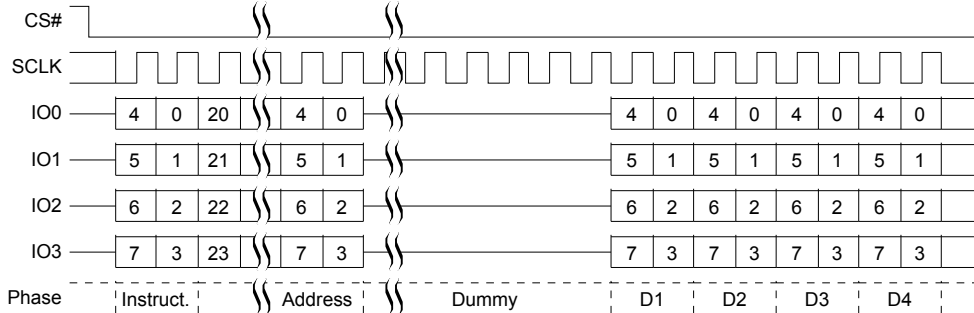 CS#
SCLK
IO0 4 0 20 4 0 4 0 4 0 4 0 4 0
IO1 5 1 21 5 1 5 1 5 1 5 1 5 1
IO2 6 2 22 6 2 6 2 6 2 6 2 6 2
IO3 7 3 23 7 3 7 3 7 3 7 3 7 3
Phase Instruct. Address Dummy D1 D2 D3 D4